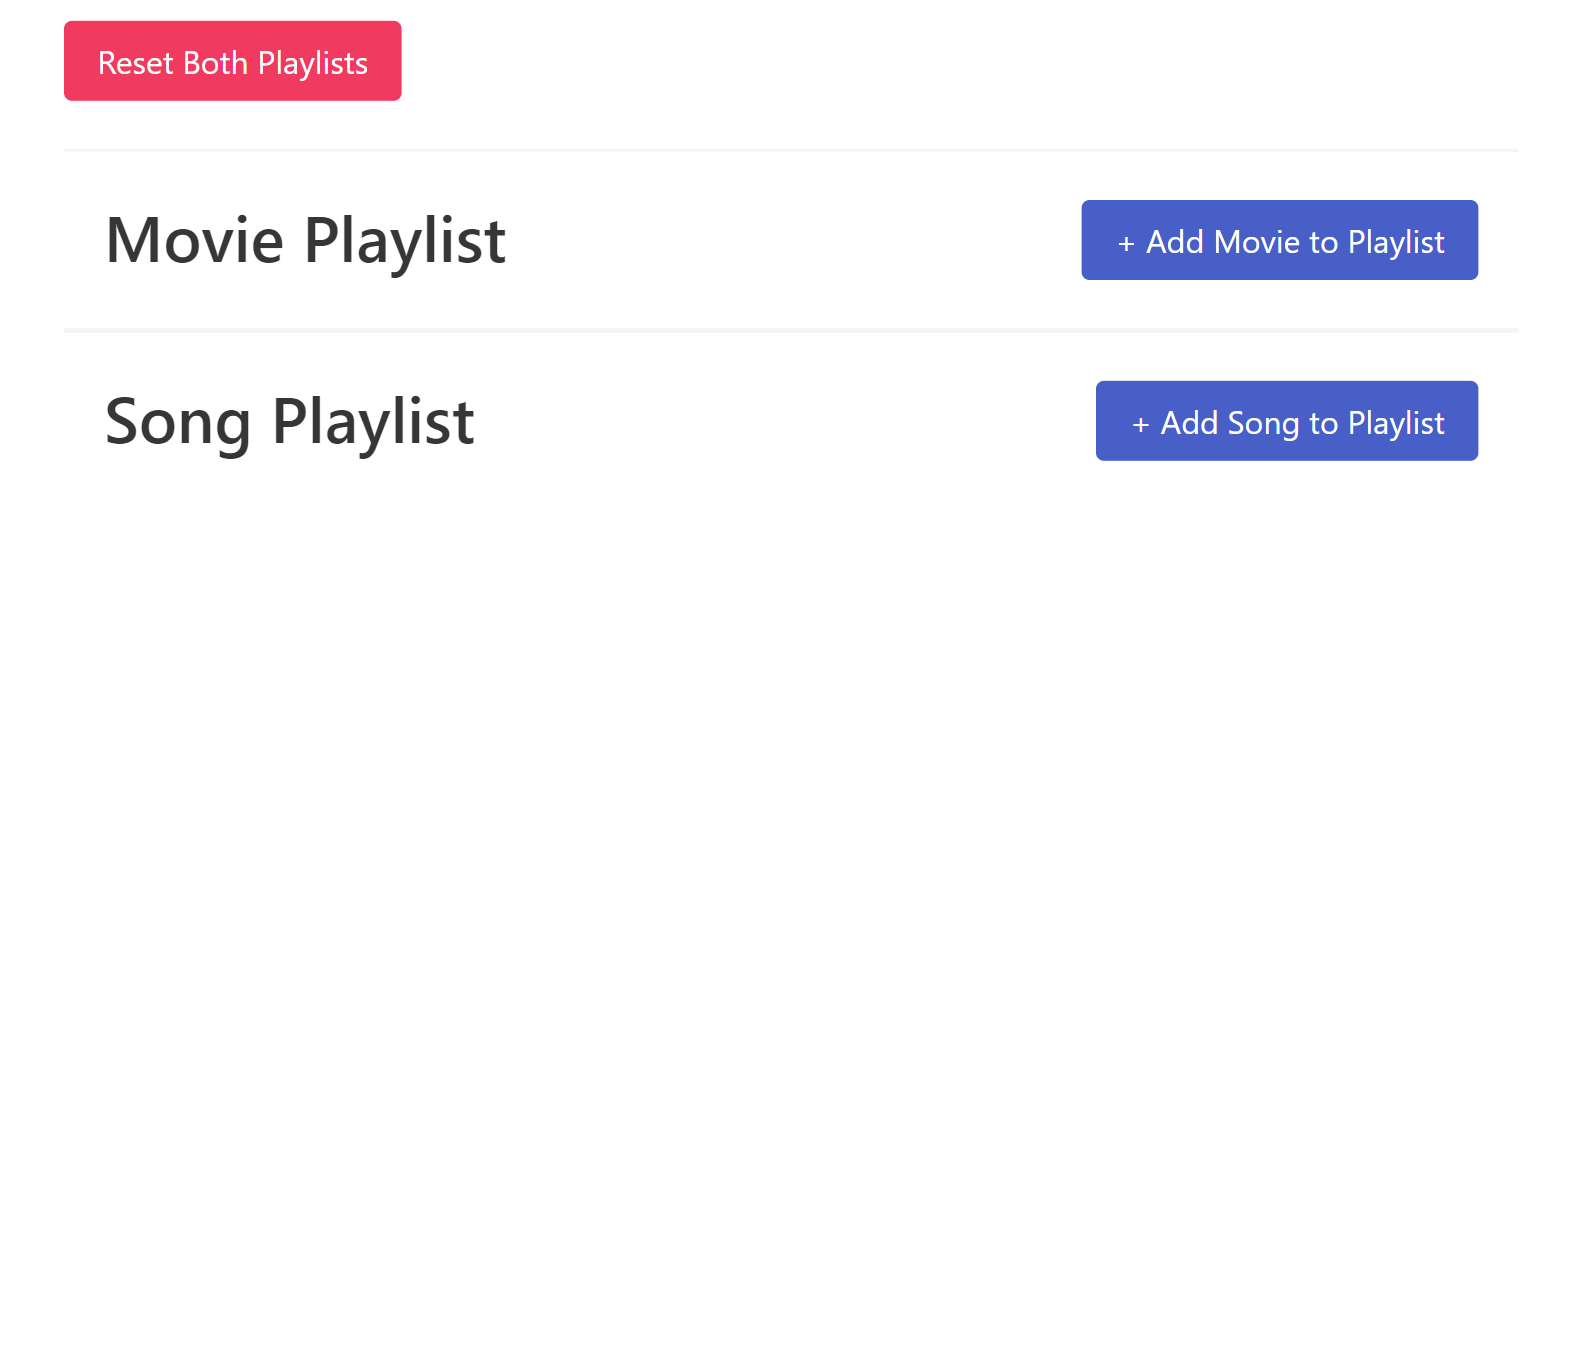 Reset Both Playlists
Movie Playlist
+ Add Movie to Playlist
Song Playlist
+ Add Song to Playlist